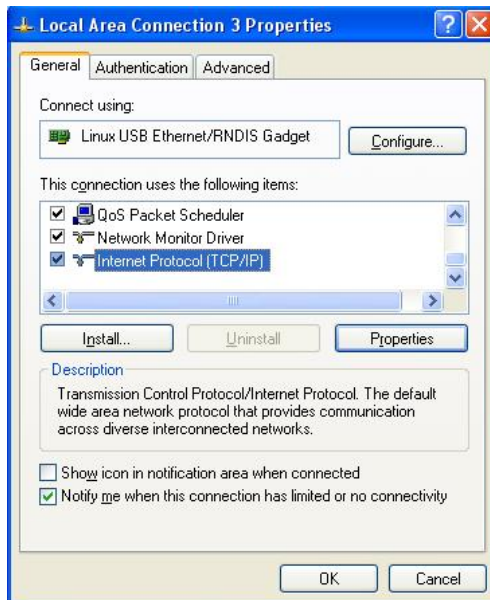 Local Area Connection 3 Properties
General Authentication Advanced
Connect using:
Linux USB Ethernet/RNDIS Gadget Configure...
This connection uses the following items:
QoS Packet Scheduler
Network Monitor Driver
Internet Protocol (TCP/IP)
Install... Uninstall Properties
Description
Transmission Control Protocol/Internet Protocol. The default
wide area network protocol that provides communication
across diverse interconnected networks.
Show icon in notification area when connected
Notify me when this connection has limited or no connectivity
OK Cancel